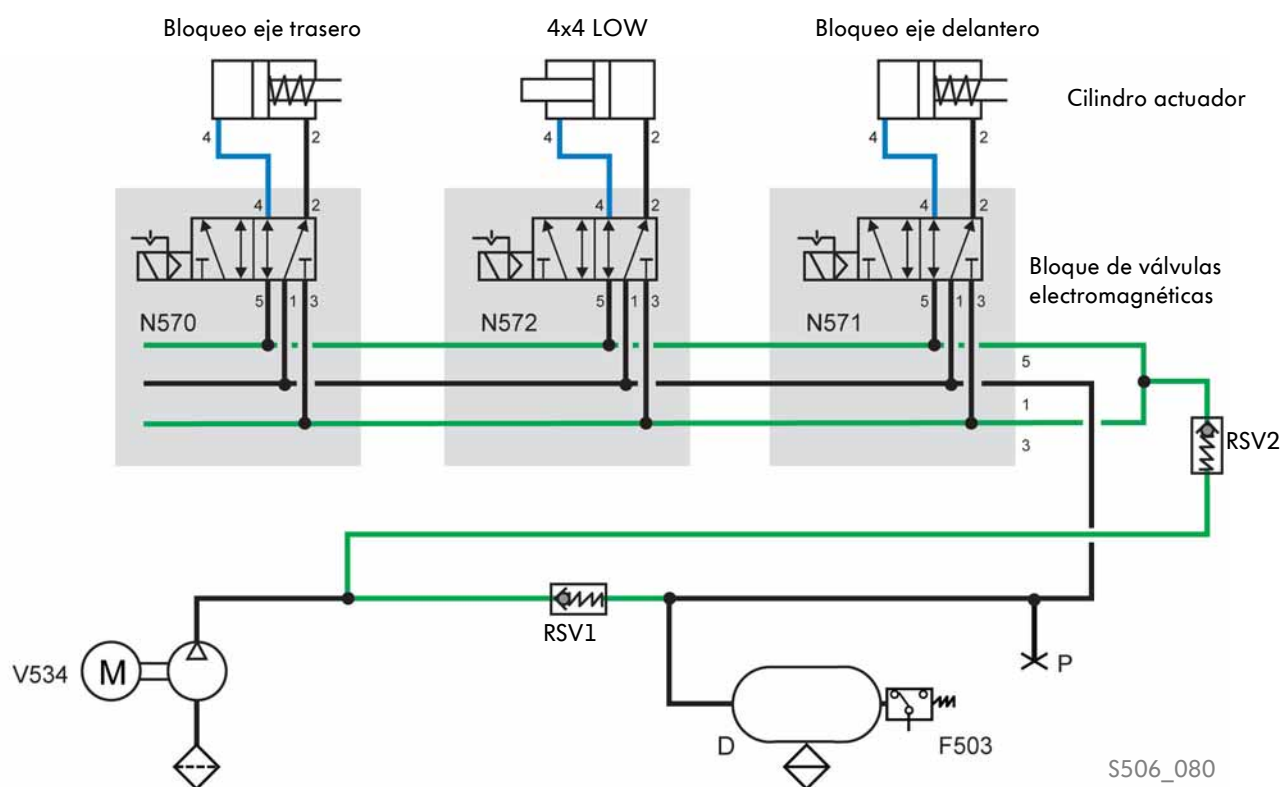 Bloqueo eje trasero
4x4 LOW
Bloqueo eje delantero
Cilindro actuador
4 2
4 2
4 2
4 2
4 2
4 2
Bloque de válvulas
electromagnéticas
5 1 3
5 1 3
5 1 3
N570
N572
N571
5
1
3
RSV2
RSV1
V534
M
P
D
F503
S506_080